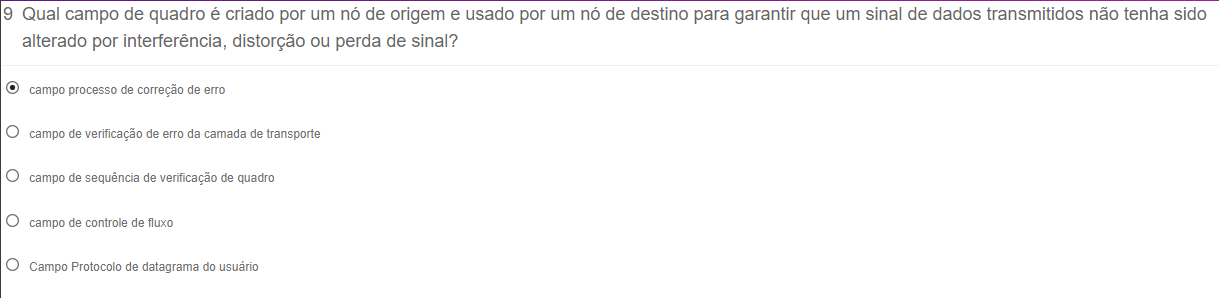 9 Qual campo de quadro é criado por um nó de origem e usado por um nó de destino para garantir que um sinal de dados transmitidos não tenha sido
alterado por interferência, distorção ou perda de sinal?
campo processo de correção de erro
campo de verificação de erro da camada de transporte
campo de sequência de verificação de quadro
campo de controle de fluxo
Campo Protocolo de datagrama do usuário